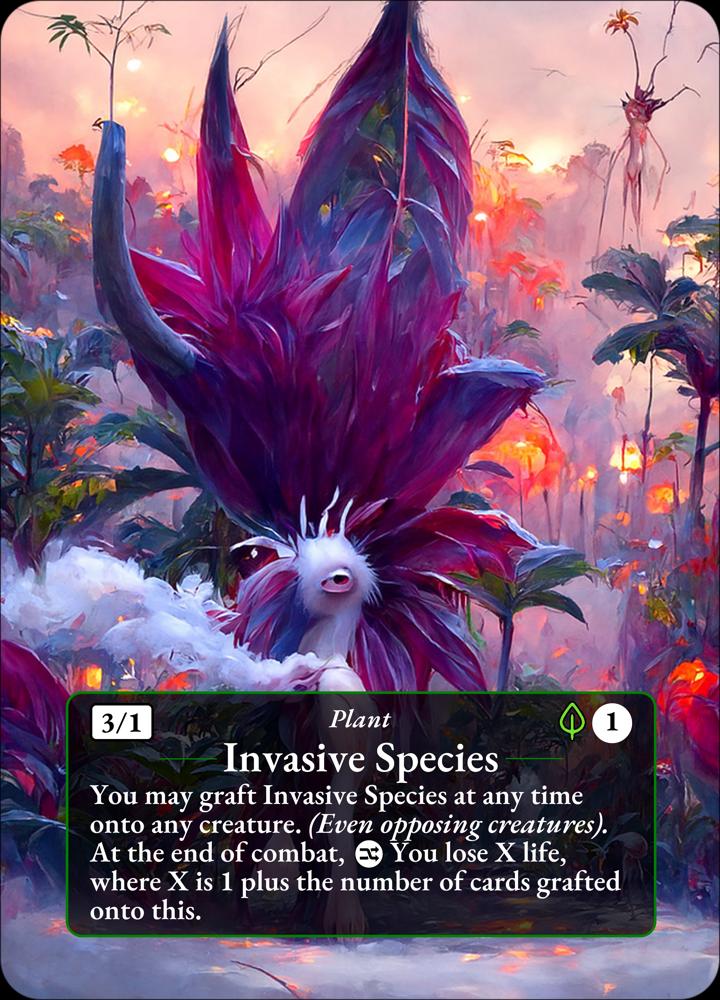 3/1
Plant
1
Invasive Species
You may graft Invasive Species at any time
onto any creature. (Even opposing creatures).
At the end of combat, You lose X life,
where X is 1 plus the number of cards grafted
onto this.